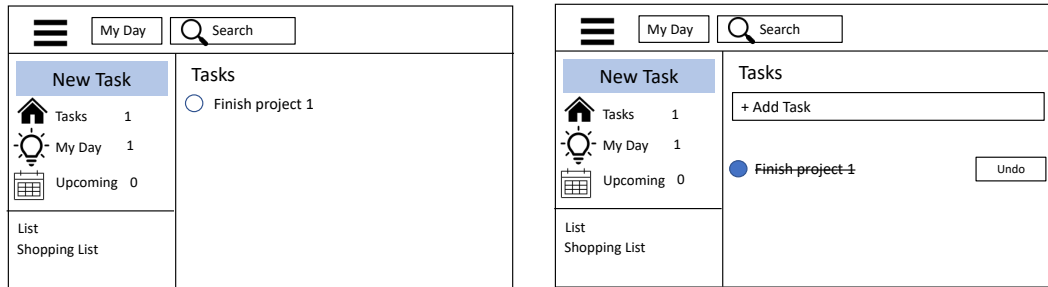 My Day
Search
New Task
Tasks 1
My Day 1
Upcoming 0
List
Shopping List
Tasks
Finish project 1
My Day
Search
New Task
Tasks 1
My Day 1
Upcoming 0
List
Shopping List
Tasks
+ Add Task
Finish project 1
Undo